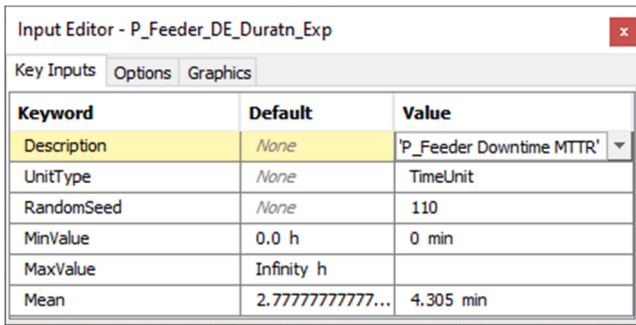 Input Editor - P_Feeder_DE_Duratn_Exp x
Key Inputs Options Graphics
Keyword Default Value
Description None 'P_Feeder Downtime MTTR'
UnitType None TimeUnit
RandomSeed None 110
MinValue 0.0 h 0 min
MaxValue Infinity h
Mean 2.77777777777... 4.305 min